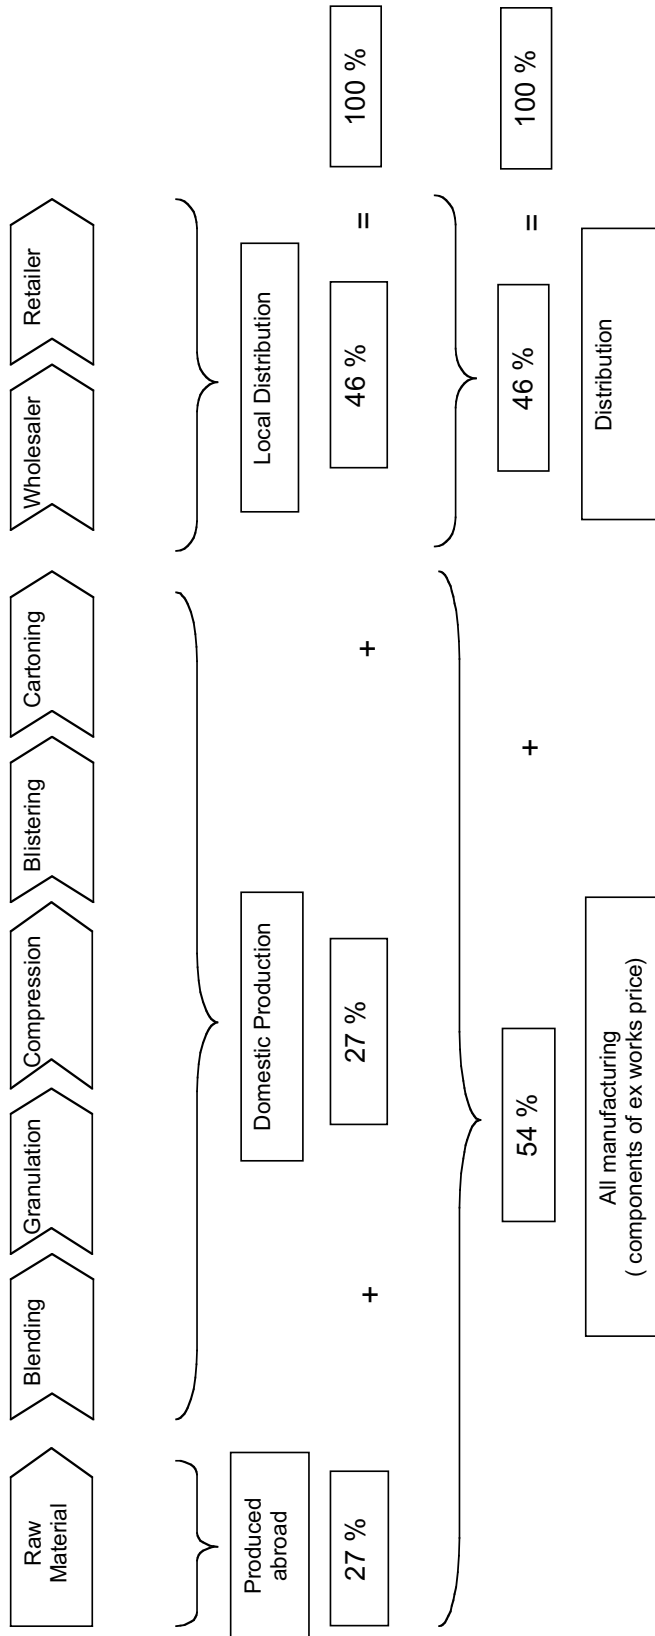 Raw
Material
Blending
Granulation
Compression
Blistering
Cartoning
Wholesaler
Retailer
Produced
abroad
Domestic Production
Local Distribution
27 %
+
27 %
+
46 %
=
100 %
54 %
+
46 %
=
100 %
All manufacturing
( components of ex works price)
Distribution